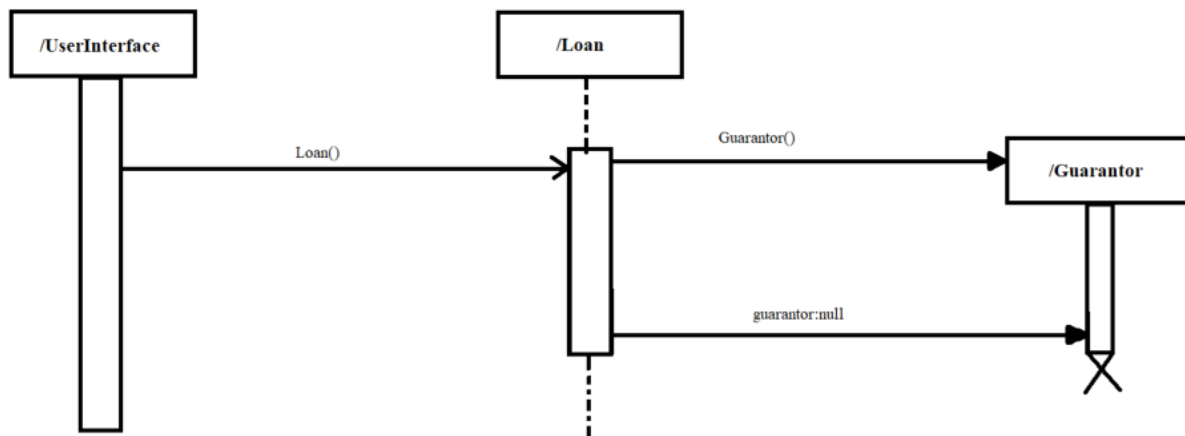 /UserInterface
/Loan
Loan()
Guarantor()
/Guarantor
guarantor:null